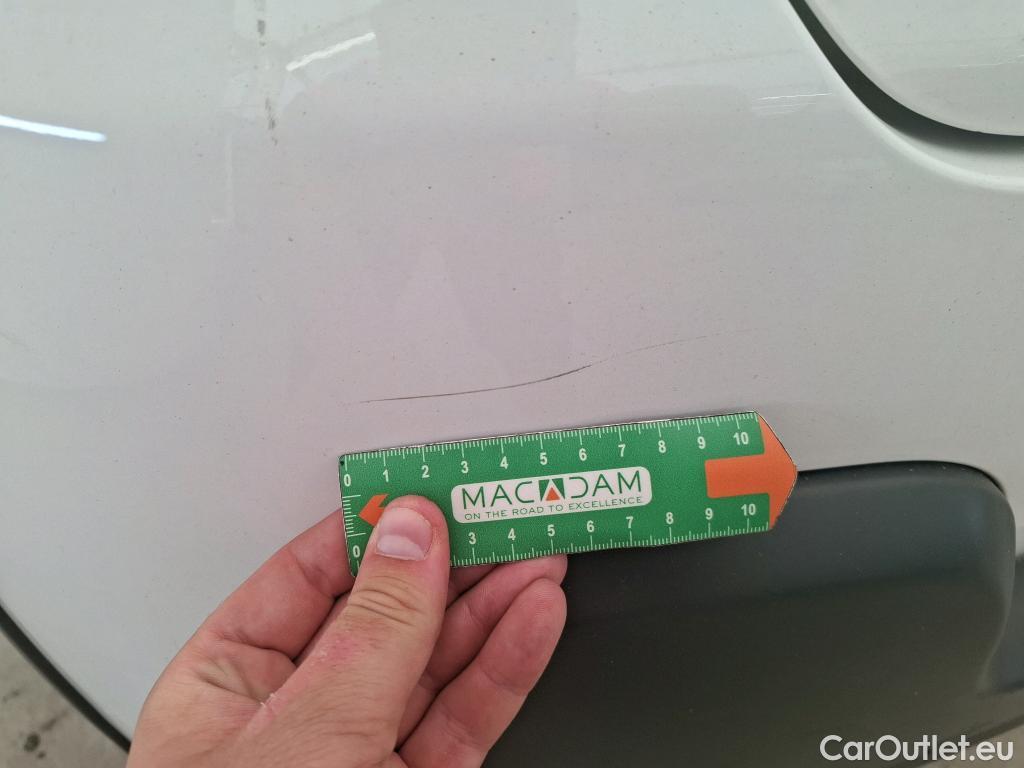 0 1 2 3 4 5 6 7 8 9 10
MACADAM
ON THE ROAD TO EXCELLENCE
0 3 4 5 6 7 8 9 10
CarOutlet.eu